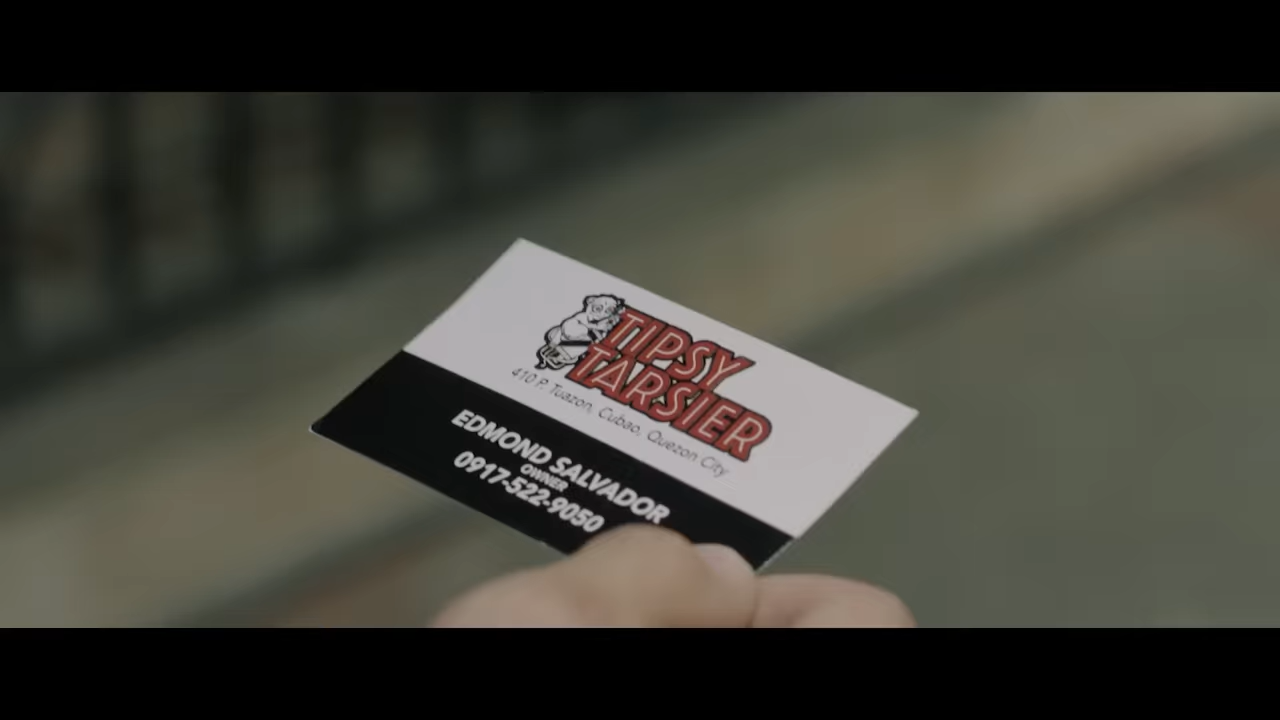 TIPSY
TARSIER
410 P. Tuazon, Cubao, Quezon City
EDMOND SALVADOR
OWNER
0917-522-9050